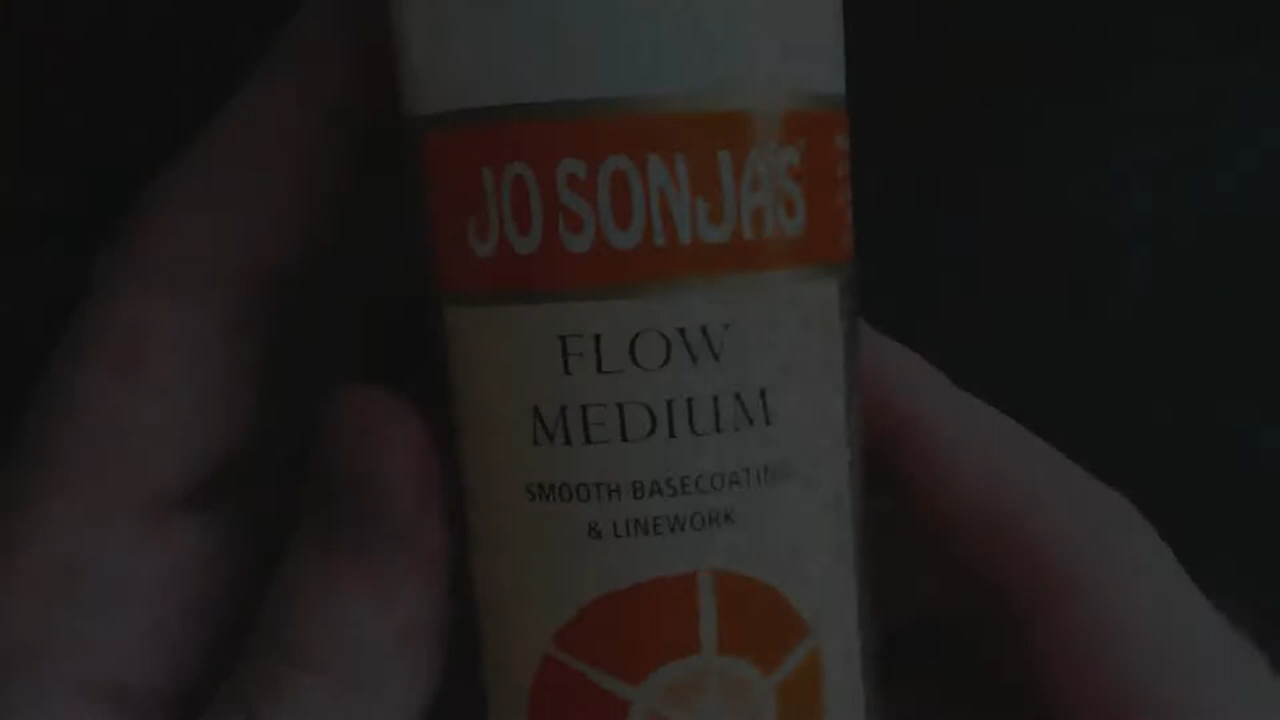 JO SONJA'S
FLOW
MEDIUM
SMOOTH BASECOATING
& LINEWORK